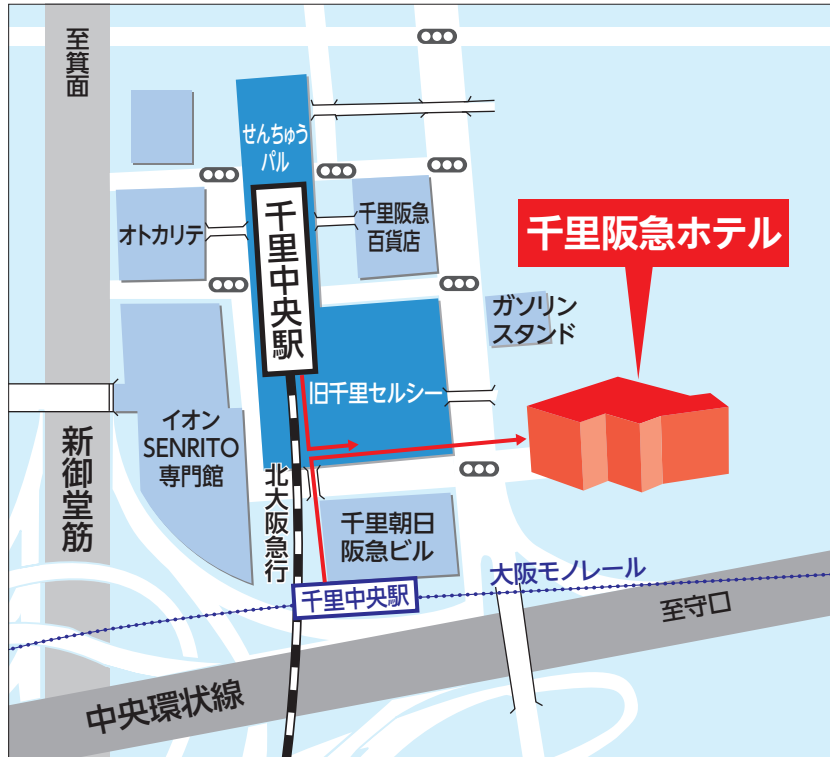 至箕面
せんちゅう
パル
オトカリテ
千里中央駅
千里阪急
百貨店
千里阪急ホテル
ガソリン
スタンド
旧千里セルシー
イオン
SENRITO
専門館
新御堂筋
北大阪急行
千里朝日
阪急ビル
大阪モノレール
千里中央駅
至守口
中央環状線